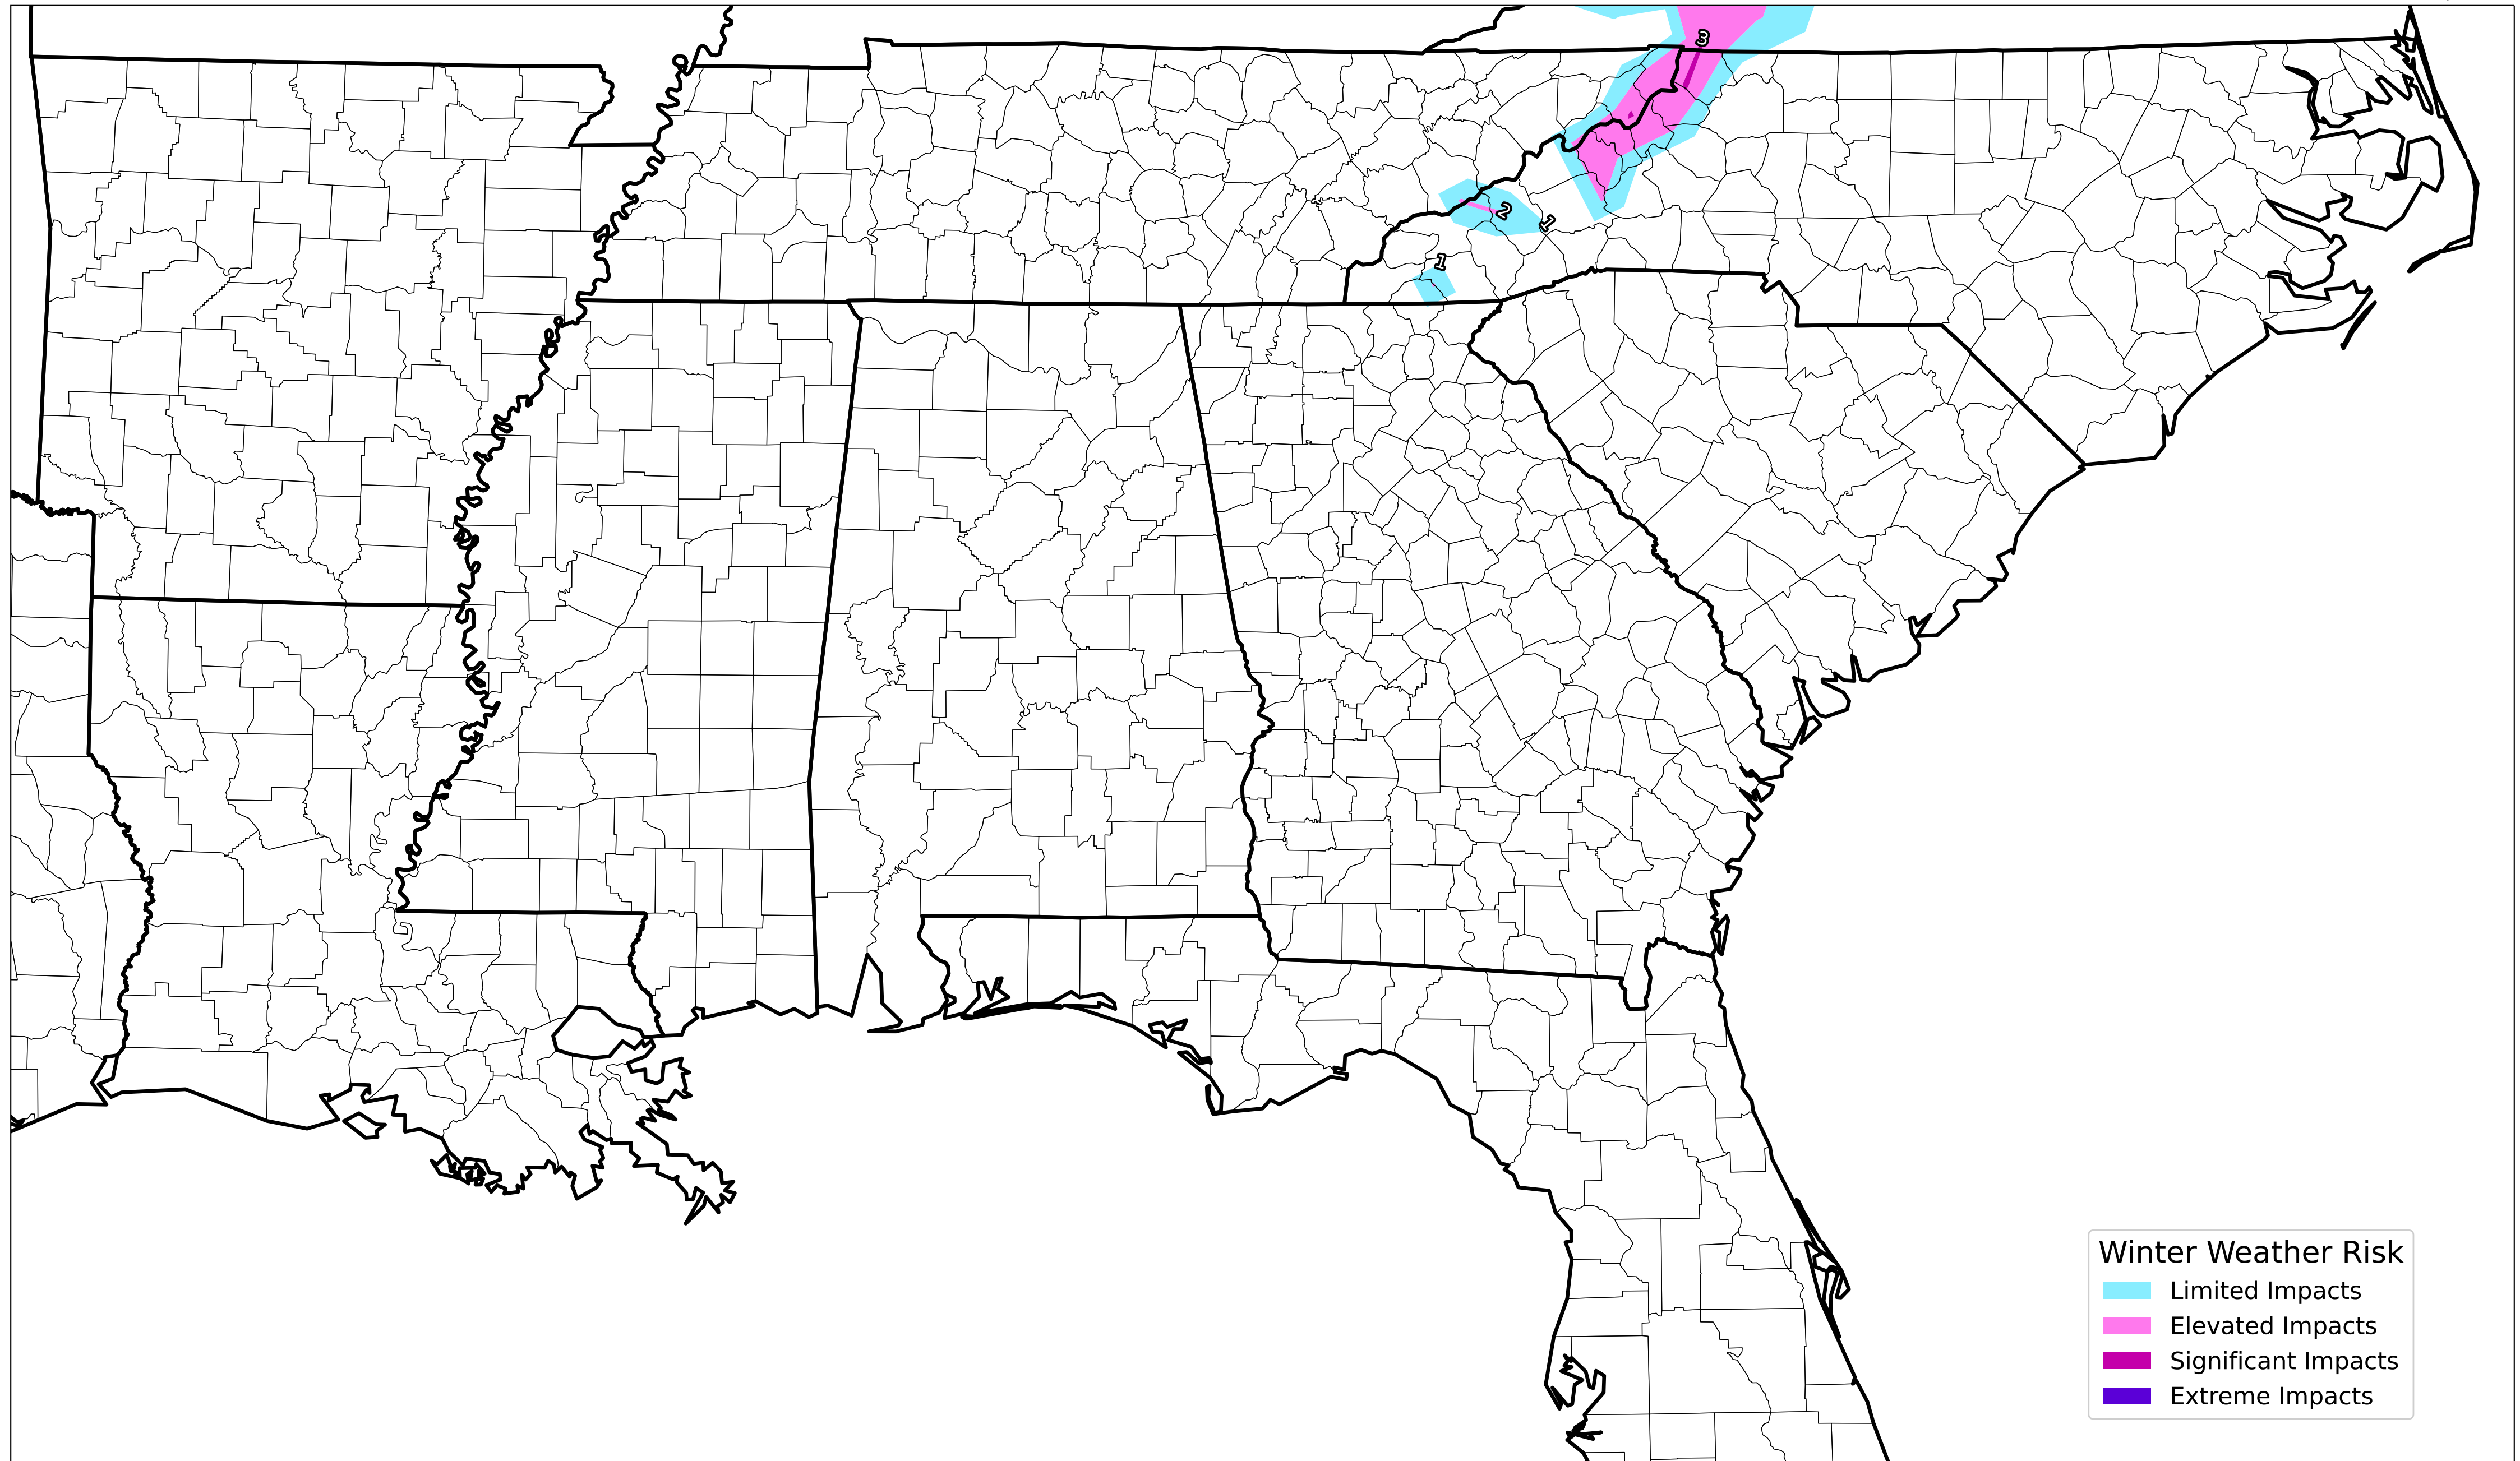 3
2
1
1
Winter Weather Risk
Limited Impacts
Elevated Impacts
Significant Impacts
Extreme Impacts